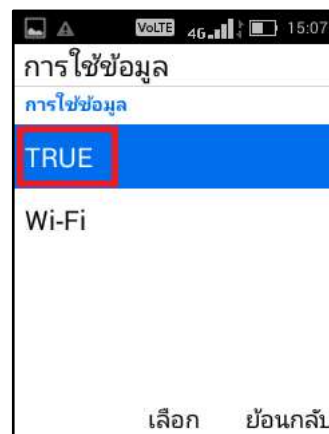 VoLTE 4G 15:07
การใช้ข้อมูล
การใช้ข้อมูล
TRUE
Wi-Fi
เลือก ย้อนกลับ